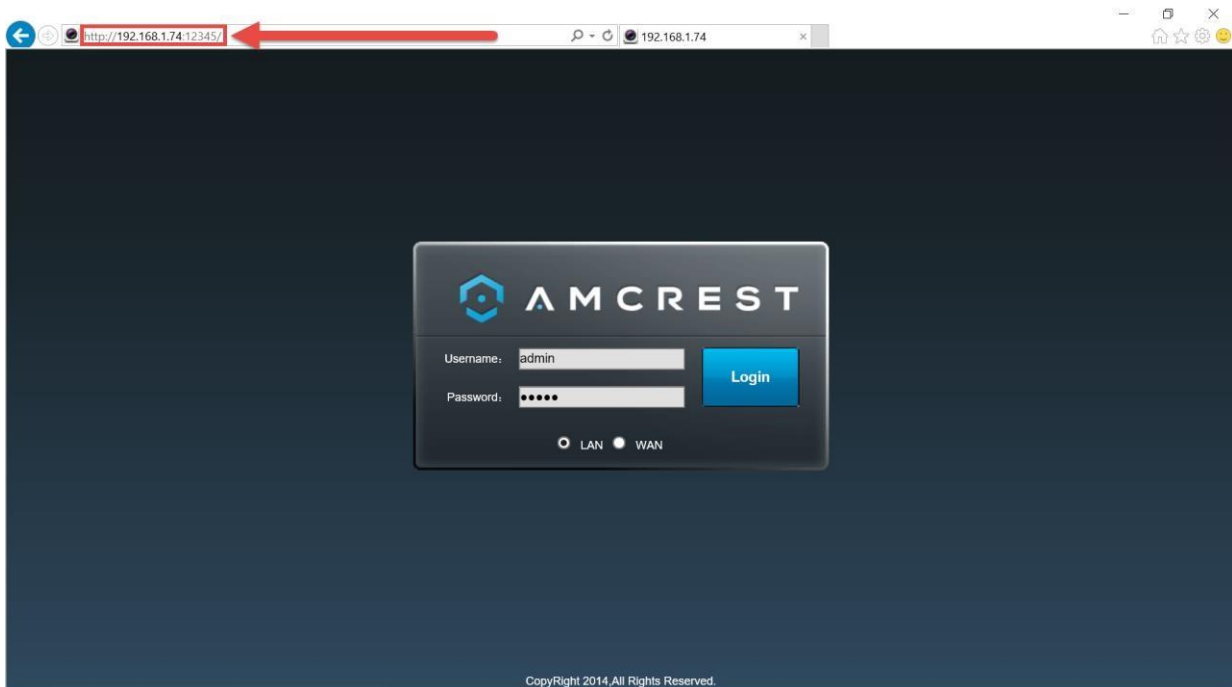 http://192.168.1.74:12345/
192.168.1.74
AMCREST
Username:
admin
Login
Password:
LAN
WAN
CopyRight 2014,All Rights Reserved.